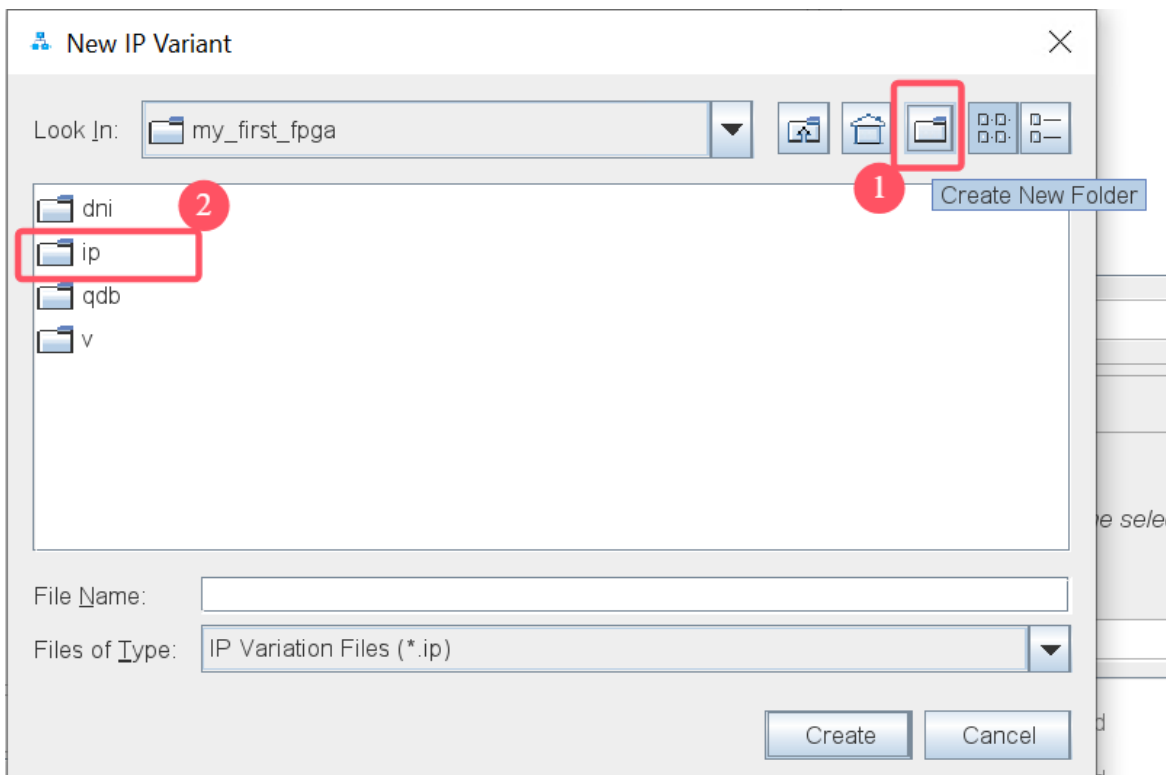 New IP Variant
Look In: my_first_fpga
1
Create New Folder
dni
2
ip
qdb
v
File Name:
Files of Type: IP Variation Files (*.ip)
Create Cancel